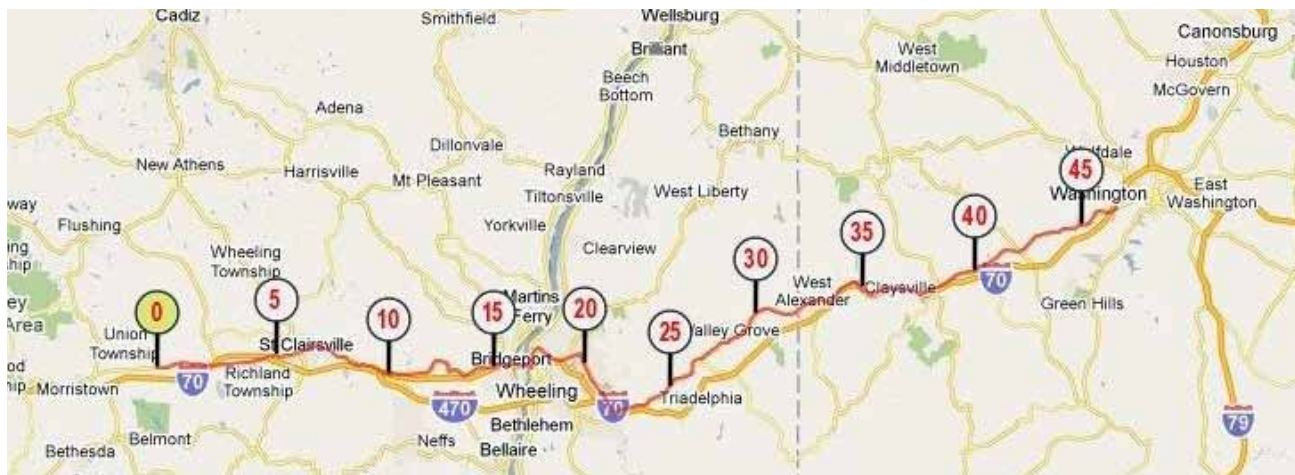 Cadiz
Smithfield
Wellsburg
Brilliant
Canonsburg
West
Middletown
Houston
McGovern
Beech
Bottom
Adena
Bethany
Dillonvale
New Athens
Harrisville
Rayland
Mt Pleasant
Tiltonsville
West Liberty
45
Washington
East
Washington
Flushing
Yorkville
Wheeling
Township
Clearview
40
35
30
0
5
10
15
20
25
Martins
Ferry
West
Alexander
Claysville
70
Green Hills
Union
Township
St Clairsville
Bridgeport
Valley Grove
Morristown
70
Richland
Township
Wheeling
Triadelphia
470
70
Bethlehem
Belmont
Neffs
Bethesda
Bellaire
79
Area